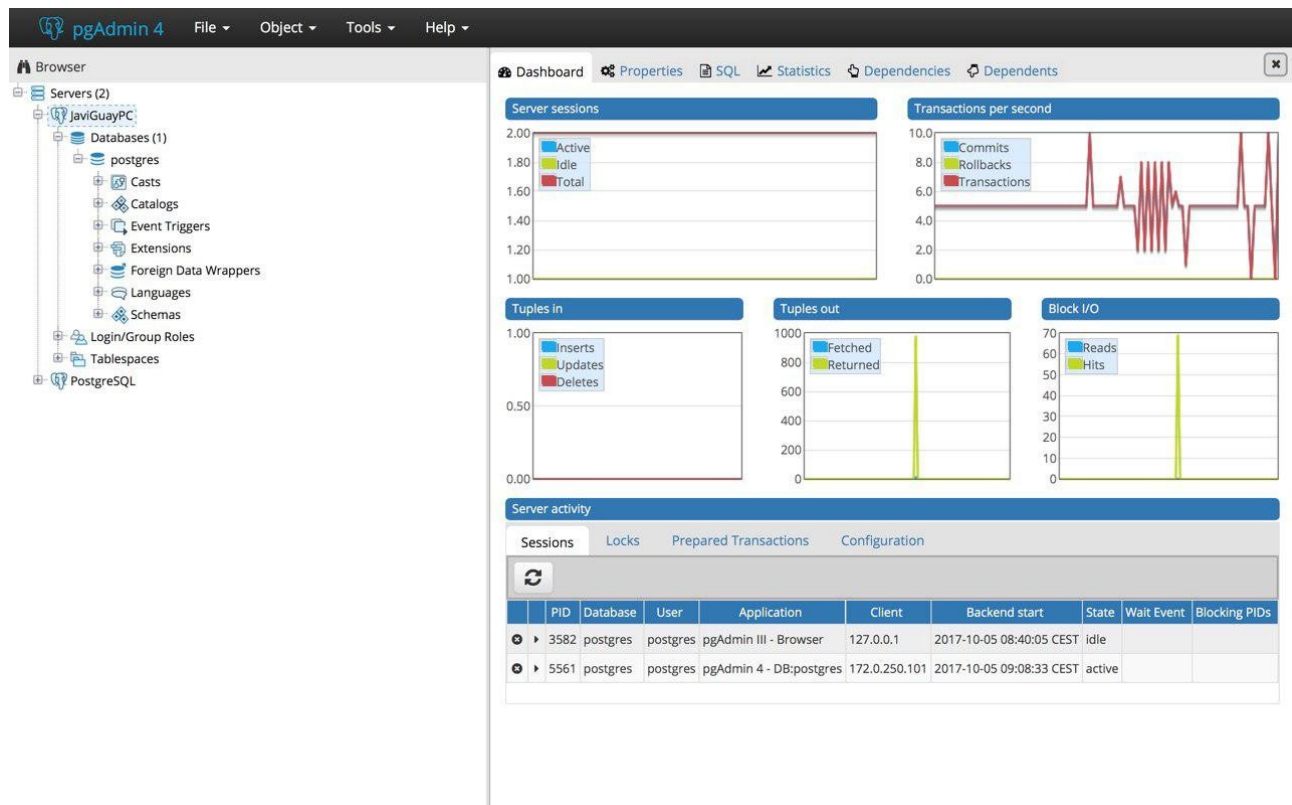 pgAdmin 4 File Object Tools Help
Browser
Servers (2)
JaviGuayPC
Databases (1)
postgres
Casts
Catalogs
Event Triggers
Extensions
Foreign Data Wrappers
Languages
Schemas
Login/Group Roles
Tablespaces
PostgreSQL
Dashboard Properties SQL Statistics Dependencies Dependents
Server sessions
2.00
1.80
1.60
1.40
1.20
1.00
Active
Idle
Total
Transactions per second
10.0
8.0
6.0
4.0
2.0
0.0
Commits
Rollbacks
Transactions
Tuples in
1.00
0.50
0.00
Inserts
Updates
Deletes
Tuples out
1000
800
600
400
200
0
Fetched
Returned
Block I/O
70
60
50
40
30
20
10
0
Reads
Hits
Server activity
Sessions Locks Prepared Transactions Configuration
PID Database User Application Client Backend start State Wait Event Blocking PIDs
3582 postgres postgres pgAdmin III - Browser 127.0.0.1 2017-10-05 08:40:05 CEST idle
5561 postgres postgres pgAdmin 4 - DB:postgres 172.0.250.101 2017-10-05 09:08:33 CEST active